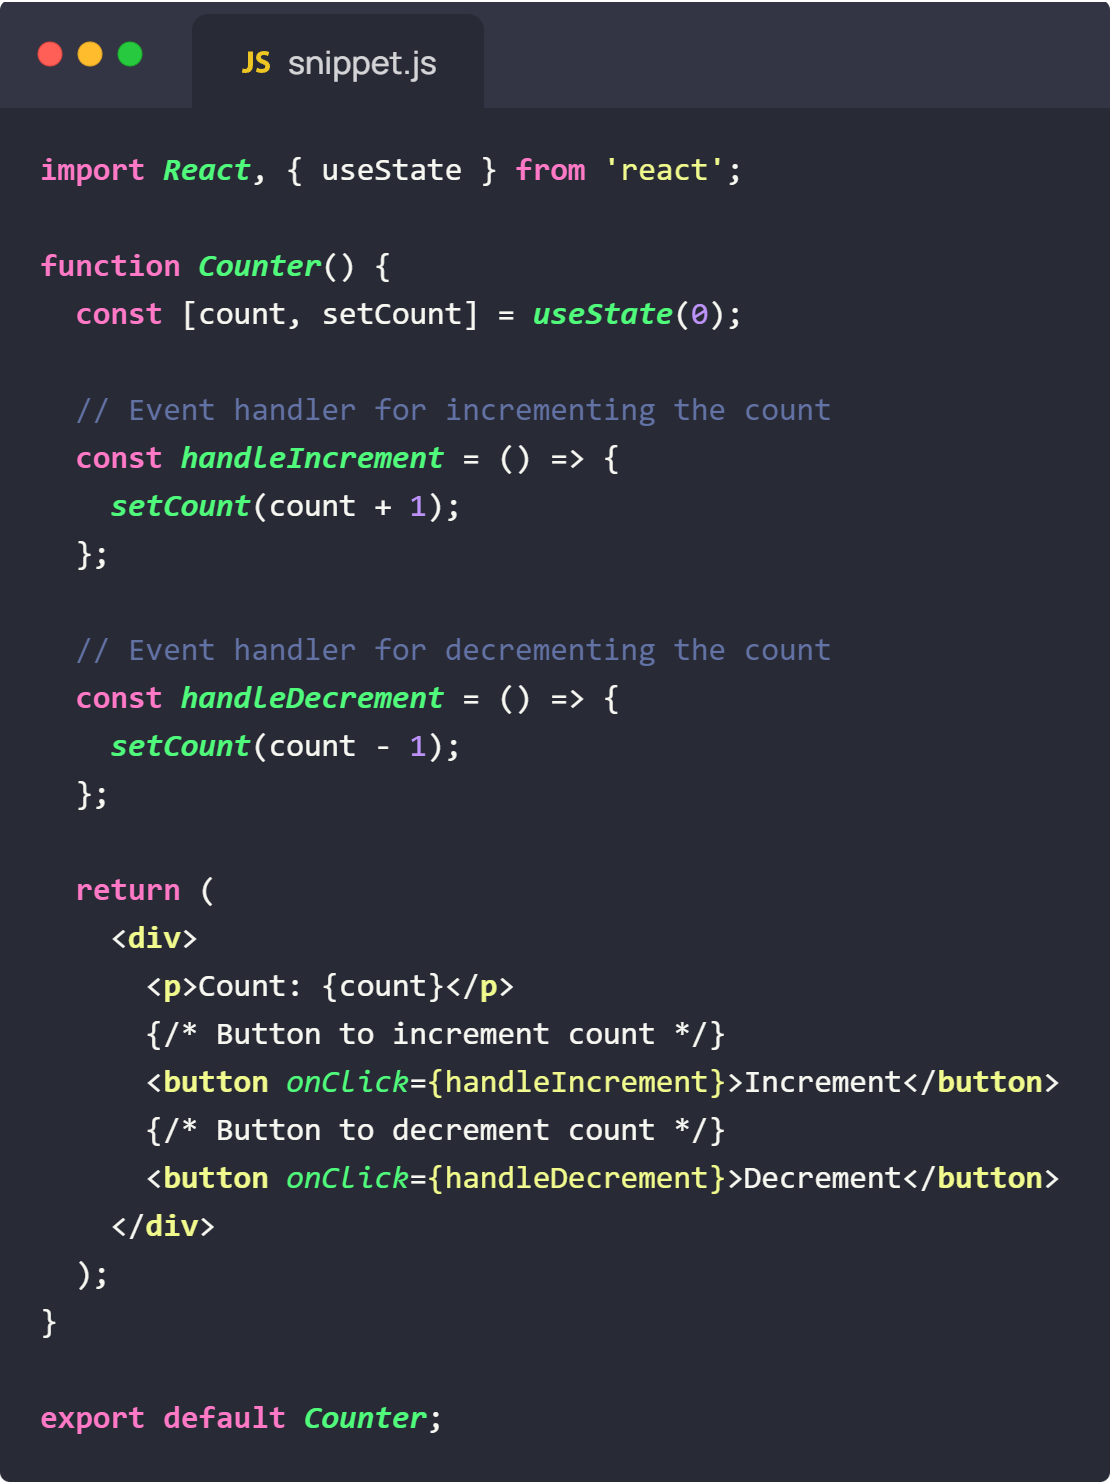 JS snippet.js
import React, { useState } from 'react';
function Counter() {
  const [count, setCount] = useState(0);
  // Event handler for incrementing the count
  const handleIncrement = () => {
    setCount(count + 1);
  };
  // Event handler for decrementing the count
  const handleDecrement = () => {
    setCount(count - 1);
  };
  return (
    <div>
      <p>Count: {count}</p>
      {/* Button to increment count */}
      <button onClick={handleIncrement}>Increment</button>
      {/* Button to decrement count */}
      <button onClick={handleDecrement}>Decrement</button>
    </div>
  );
}
export default Counter;